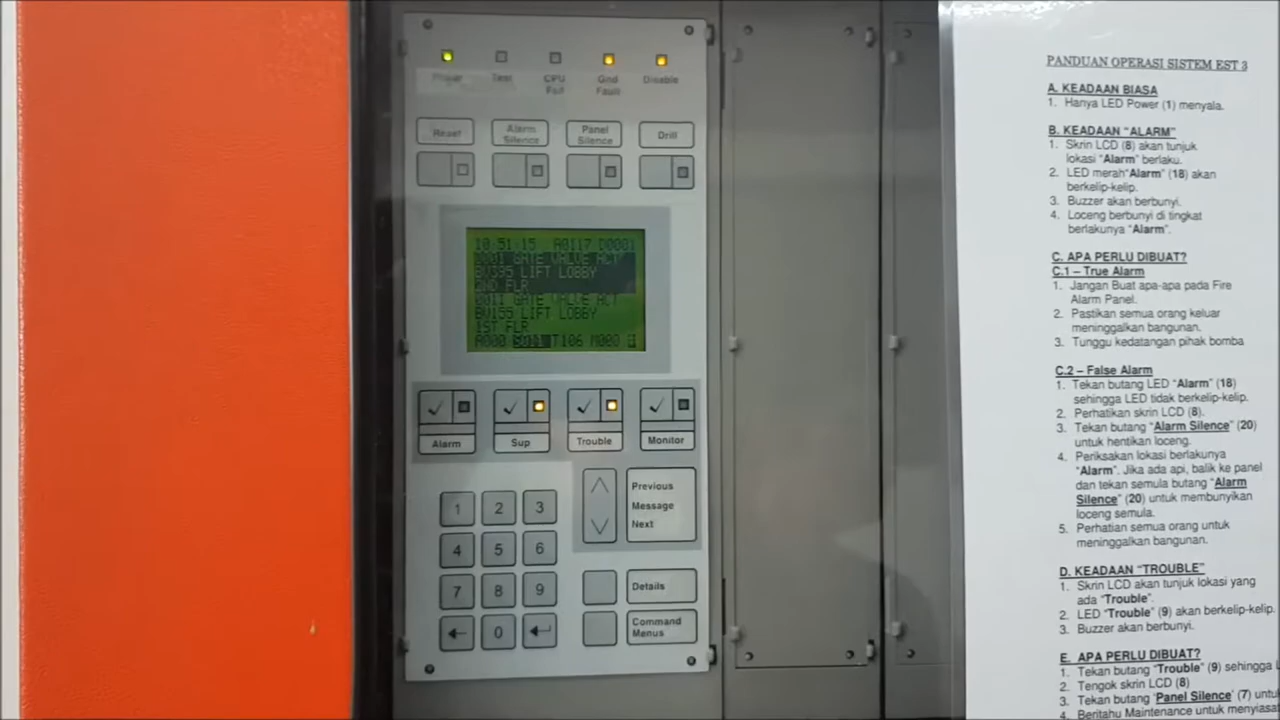 Power Test CPU Fail Gnd Fault Disable
Reset Alarm Silence Panel Silence Drill
10:51:15 A0117 D0001
0001 GATE VALVE ACT
BV395 LIFT LOBBY
GND FLR
0011 GATE VALVE ACT
BV155 LIFT LOBBY
1ST FLR
A000 S011 T106 M000
Alarm Sup Trouble Monitor
Previous
Message
Next
1 2 3
4 5 6
7 8 9
0
Details
Command
Menus
PANDUAN OPERASI SISTEM EST 3
A. KEADAAN BIASA
1. Hanya LED Power (1) menyala.
B. KEADAAN "ALARM"
1. Skrin LCD (8) akan tunjuk
lokasi "Alarm" berlaku.
2. LED merah"Alarm" (18) akan
berkelip-kelip.
3. Buzzer akan berbunyi.
4. Loceng berbunyi di tingkat
berlakunya "Alarm".
C. APA PERLU DIBUAT?
C.1 – True Alarm
1. Jangan Buat apa-apa pada Fire
Alarm Panel.
2. Pastikan semua orang keluar
meninggalkan bangunan.
3. Tunggu kedatangan pihak bomba
C.2 – False Alarm
1. Tekan butang LED "Alarm" (18)
sehingga LED tidak berkelip-kelip.
2. Perhatikan skrin LCD (8).
3. Tekan butang "Alarm Silence" (20)
untuk hentikan loceng.
4. Periksakan lokasi berlakunya
"Alarm". Jika ada api, balik ke panel
dan tekan semula butang "Alarm
Silence" (20) untuk membunyikan
loceng semula.
5. Perhatian semua orang untuk
meninggalkan bangunan.
D. KEADAAN "TROUBLE"
1. Skrin LCD akan tunjuk lokasi yang
ada "Trouble".
2. LED "Trouble" (9) akan berkelip-kelip.
3. Buzzer akan berbunyi.
E. APA PERLU DIBUAT?
1. Tekan butang "Trouble" (9) sehingga
2. Tengok skrin LCD (8)
3. Tekan butang "Panel Silence" (7) untu
4. Beritahu Maintenance untuk menyiasa